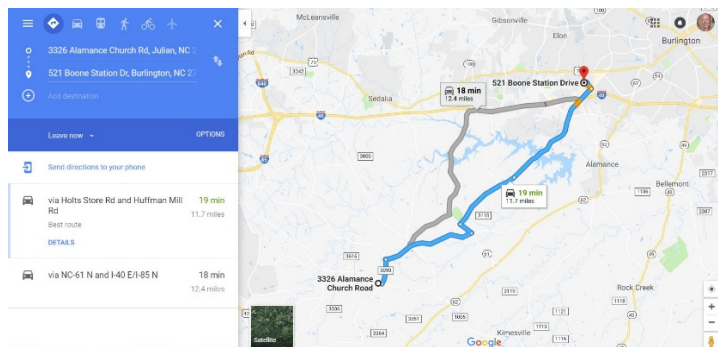 3326 Alamance Church Rd, Julian, NC 2
521 Boone Station Dr, Burlington, NC 27
Add destination
Leave now
OPTIONS
Send directions to your phone
via Holts Store Rd and Huffman Mill Rd
19 min
11.7 miles
Best route
DETAILS
via NC-61 N and I-40 E/I-85 N
18 min
12.4 miles
McLeansville
Gibsonville
Elon
Burlington
Sedalia
Alamance
Bellemont
Rock Creek
Kimesville
521 Boone Station Drive
18 min
12.4 miles
19 min
11.7 miles
3326 Alamance
Church Road
Satellite
Google